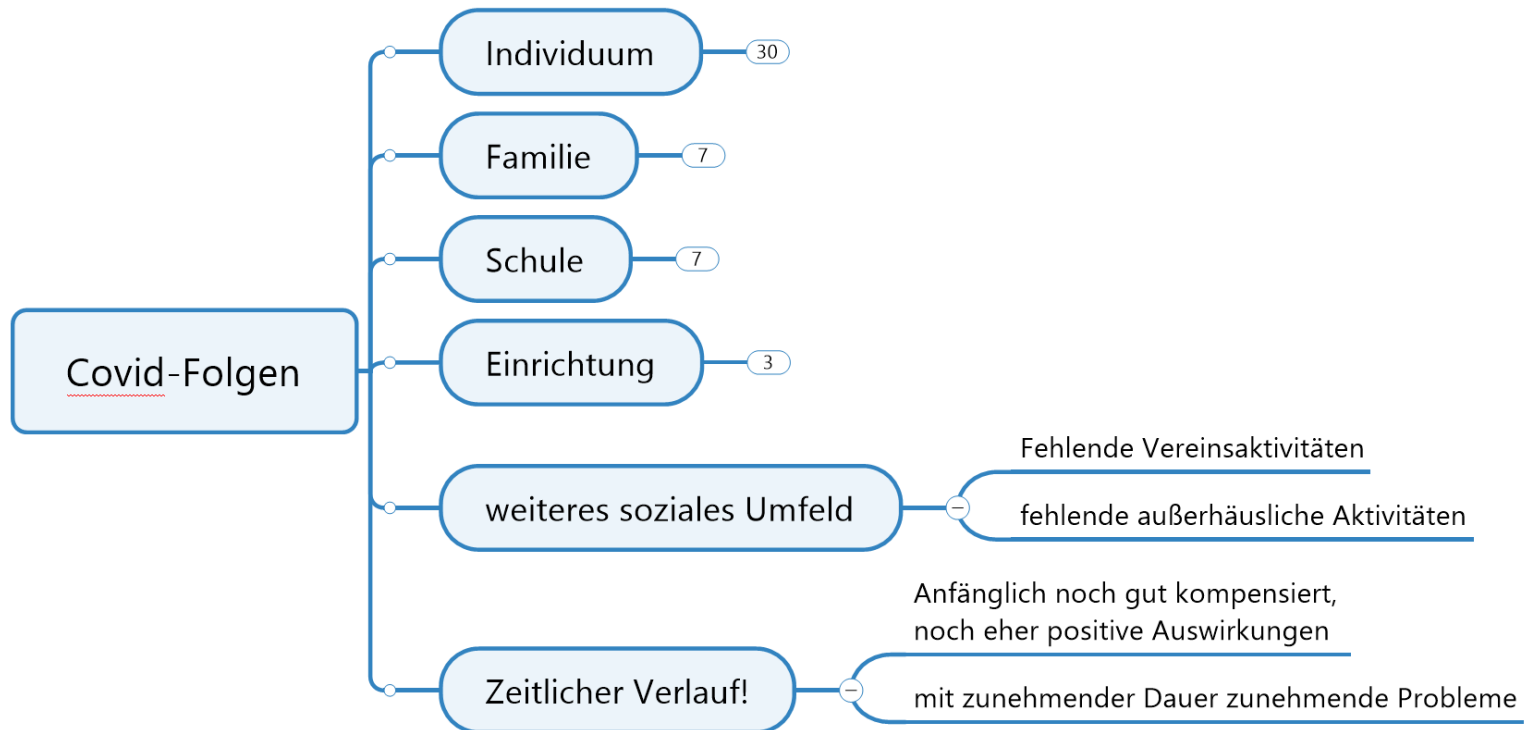 Individuum
30
Familie
7
Schule
7
Einrichtung
3
Covid-Folgen
weiteres soziales Umfeld
Fehlende Vereinsaktivitäten
fehlende außerhäusliche Aktivitäten
Zeitlicher Verlauf!
Anfänglich noch gut kompensiert,
noch eher positive Auswirkungen
mit zunehmender Dauer zunehmende Probleme